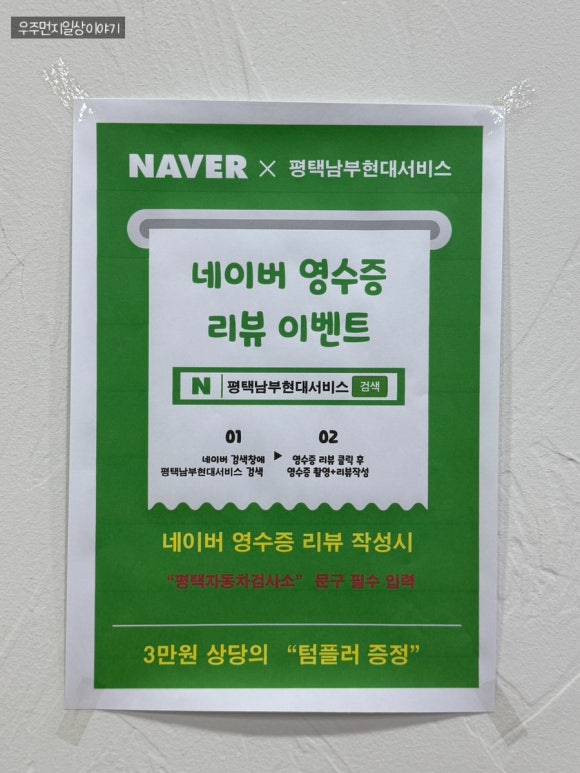 우주먼지일상이야기
NAVER × 평택남부현대서비스
네이버 영수증
리뷰 이벤트
N 평택남부현대서비스 검색
01
네이버 검색창에
평택남부현대서비스 검색
▶
02
영수증 리뷰 클릭 후
영수증 촬영+리뷰작성
네이버 영수증 리뷰 작성시
“평택자동차검사소” 문구 필수 입력
3만원 상당의 “텀플러 증정”